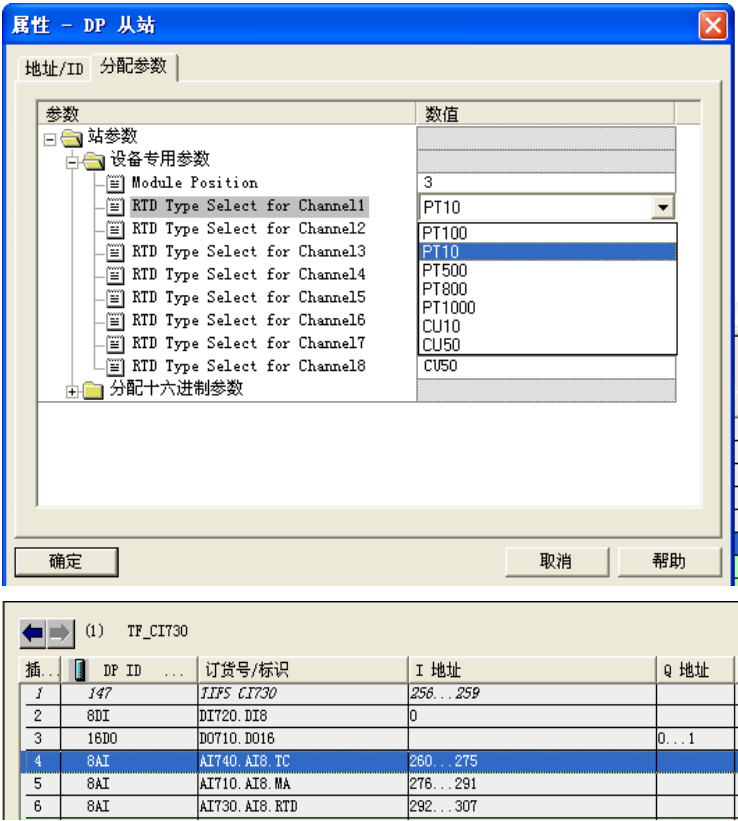 属性 - DP 从站
地址/ID 分配参数
参数 数值
站参数
设备专用参数
Module Position 3
RTD Type Select for Channel1 PT10
RTD Type Select for Channel2 PT100
PT10
RTD Type Select for Channel3 PT500
RTD Type Select for Channel4 PT800
RTD Type Select for Channel5 PT1000
RTD Type Select for Channel6 CU10
RTD Type Select for Channel7 CU50
RTD Type Select for Channel8 CU50
分配十六进制参数
确定 取消 帮助
(1) TF_CI730
插... DP ID ... 订货号/标识 I 地址 Q 地址
1 147 IIFS CI730 256...259
2 8DI DI720.DI8 0
3 16DO DO710.DO16 0...1
4 8AI AI740.AI8.TC 260...275
5 8AI AI710.AI8.MA 276...291
6 8AI AI730.AI8.RTD 292...307